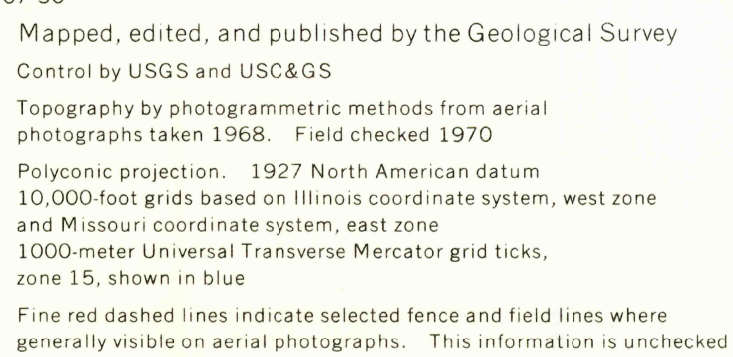 Mapped, edited, and published by the Geological Survey
Control by USGS and USC&GS
Topography by photogrammetric methods from aerial
photographs taken 1968. Field checked 1970
Polyconic projection. 1927 North American datum
10,000-foot grids based on Illinois coordinate system, west zone
and Missouri coordinate system, east zone
1000-meter Universal Transverse Mercator grid ticks,
zone 15, shown in blue
Fine red dashed lines indicate selected fence and field lines where
generally visible on aerial photographs. This information is unchecked